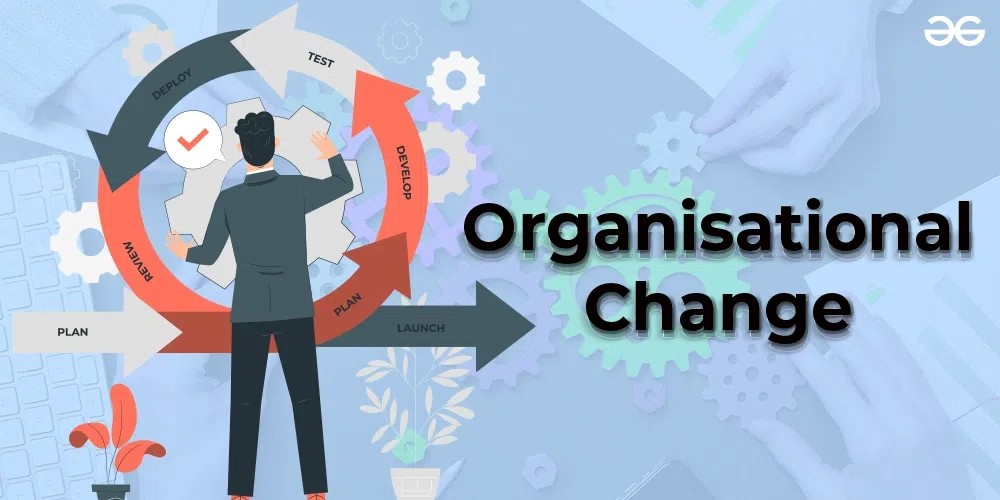 TEST
DEPLOY
DEVELOP
REVIEW
PLAN
PLAN
LAUNCH
Organisational
Change